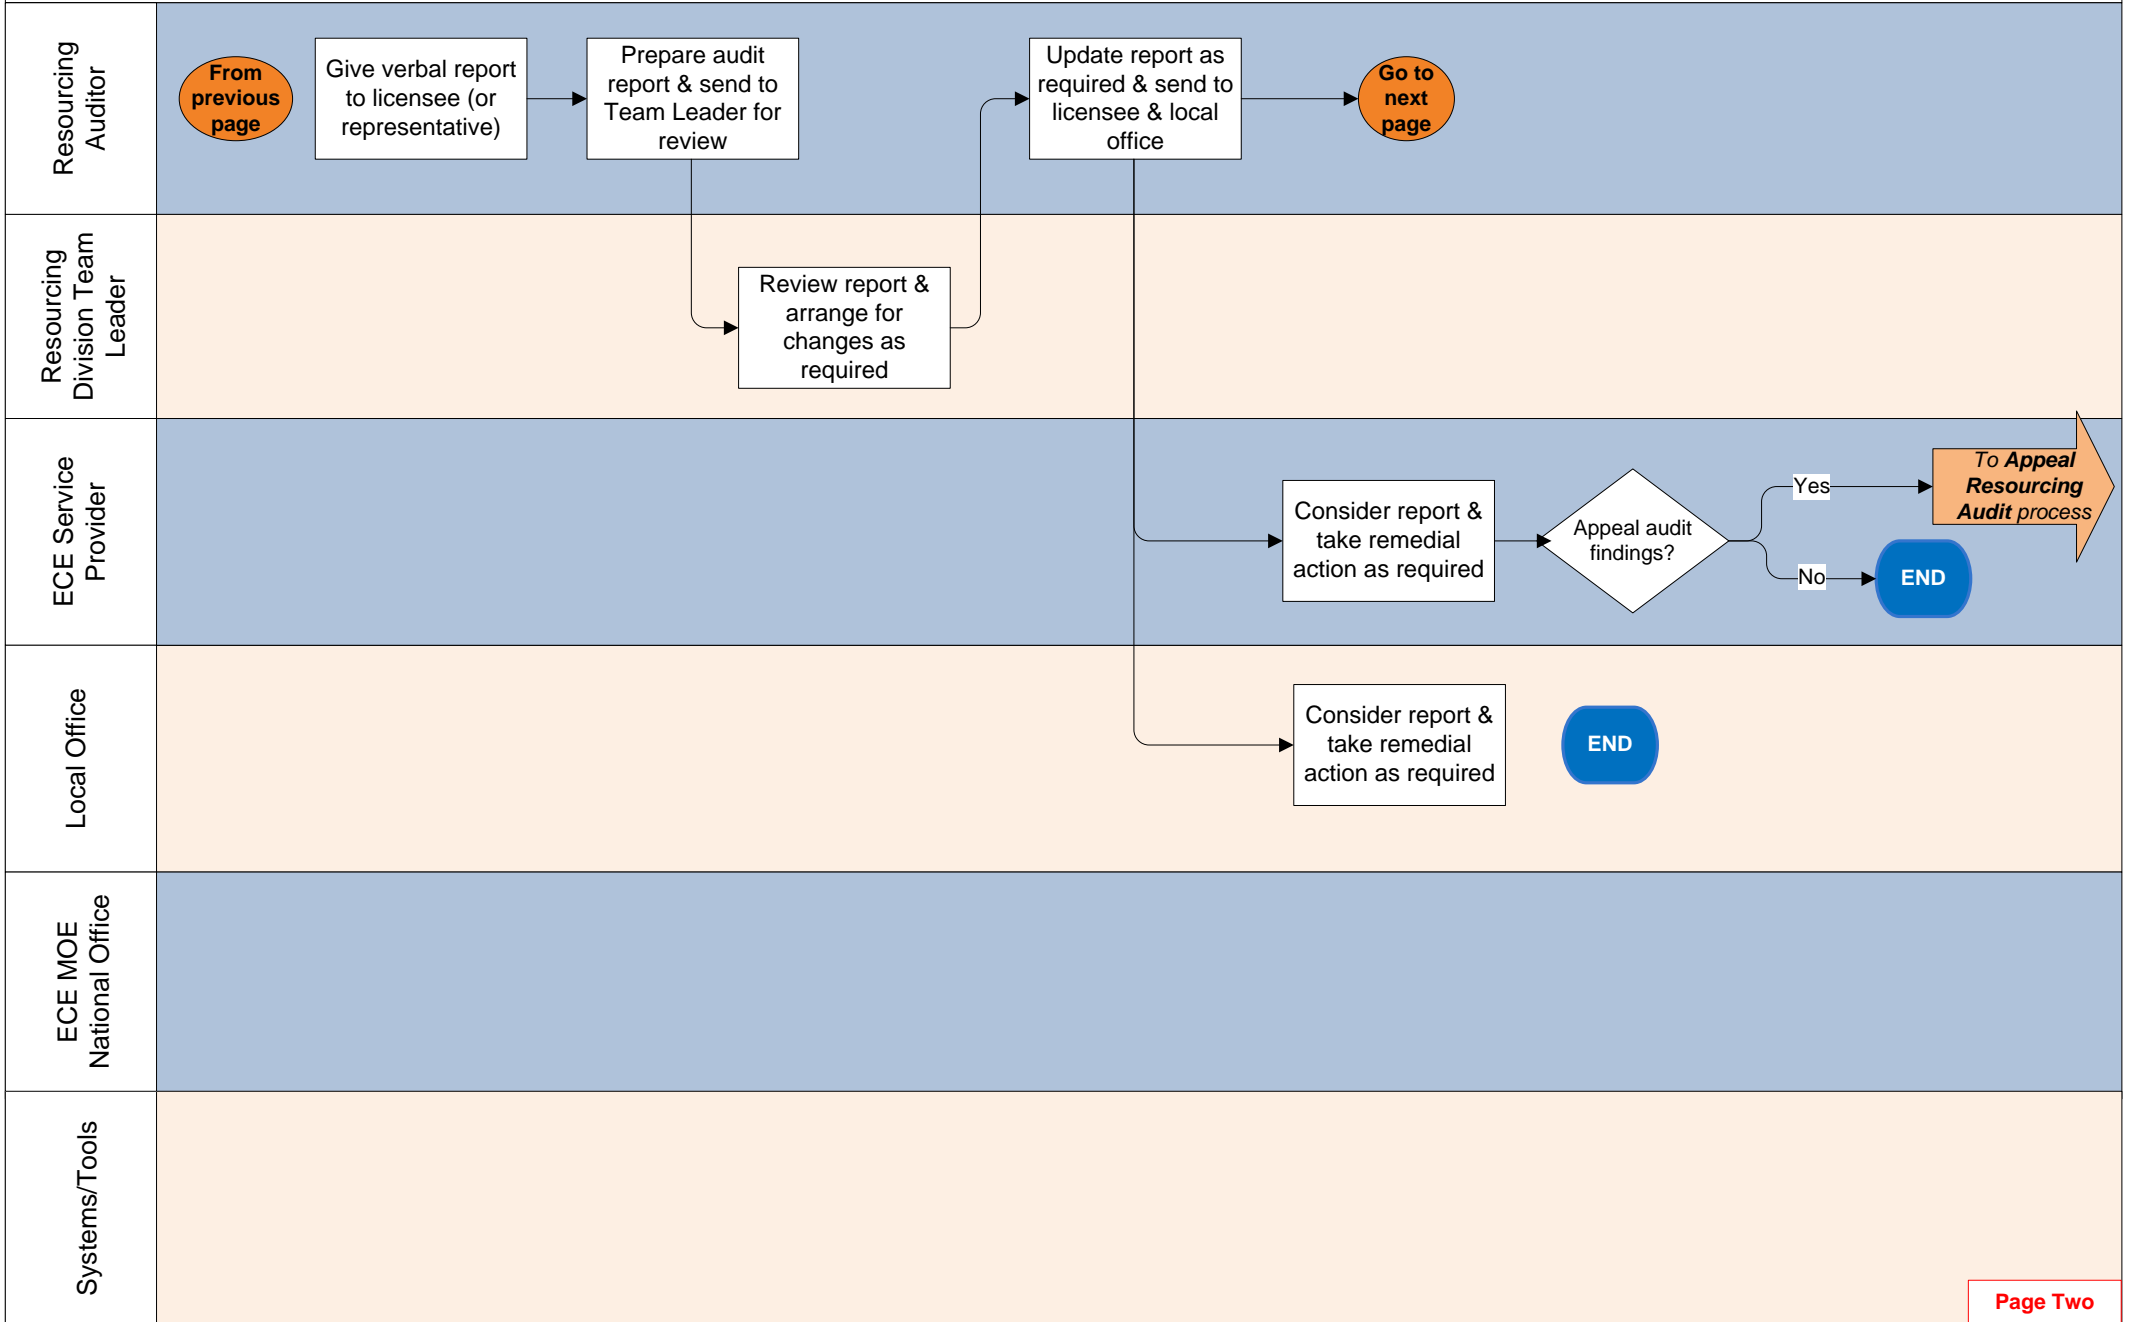 Resourcing
Auditor
From
previous
page
Give verbal report
to licensee (or
representative)
Prepare audit
report & send to
Team Leader for
review
Update report as
required & send to
licensee & local
office
Go to
next
page
Resourcing
Division Team
Leader
Review report &
arrange for
changes as
required
ECE Service
Provider
Consider report &
take remedial
action as required
Appeal audit
findings?
Yes
No
To Appeal
Resourcing
Audit process
END
Local Office
Consider report &
take remedial
action as required
END
ECE MOE
National Office
Systems/Tools
Page Two